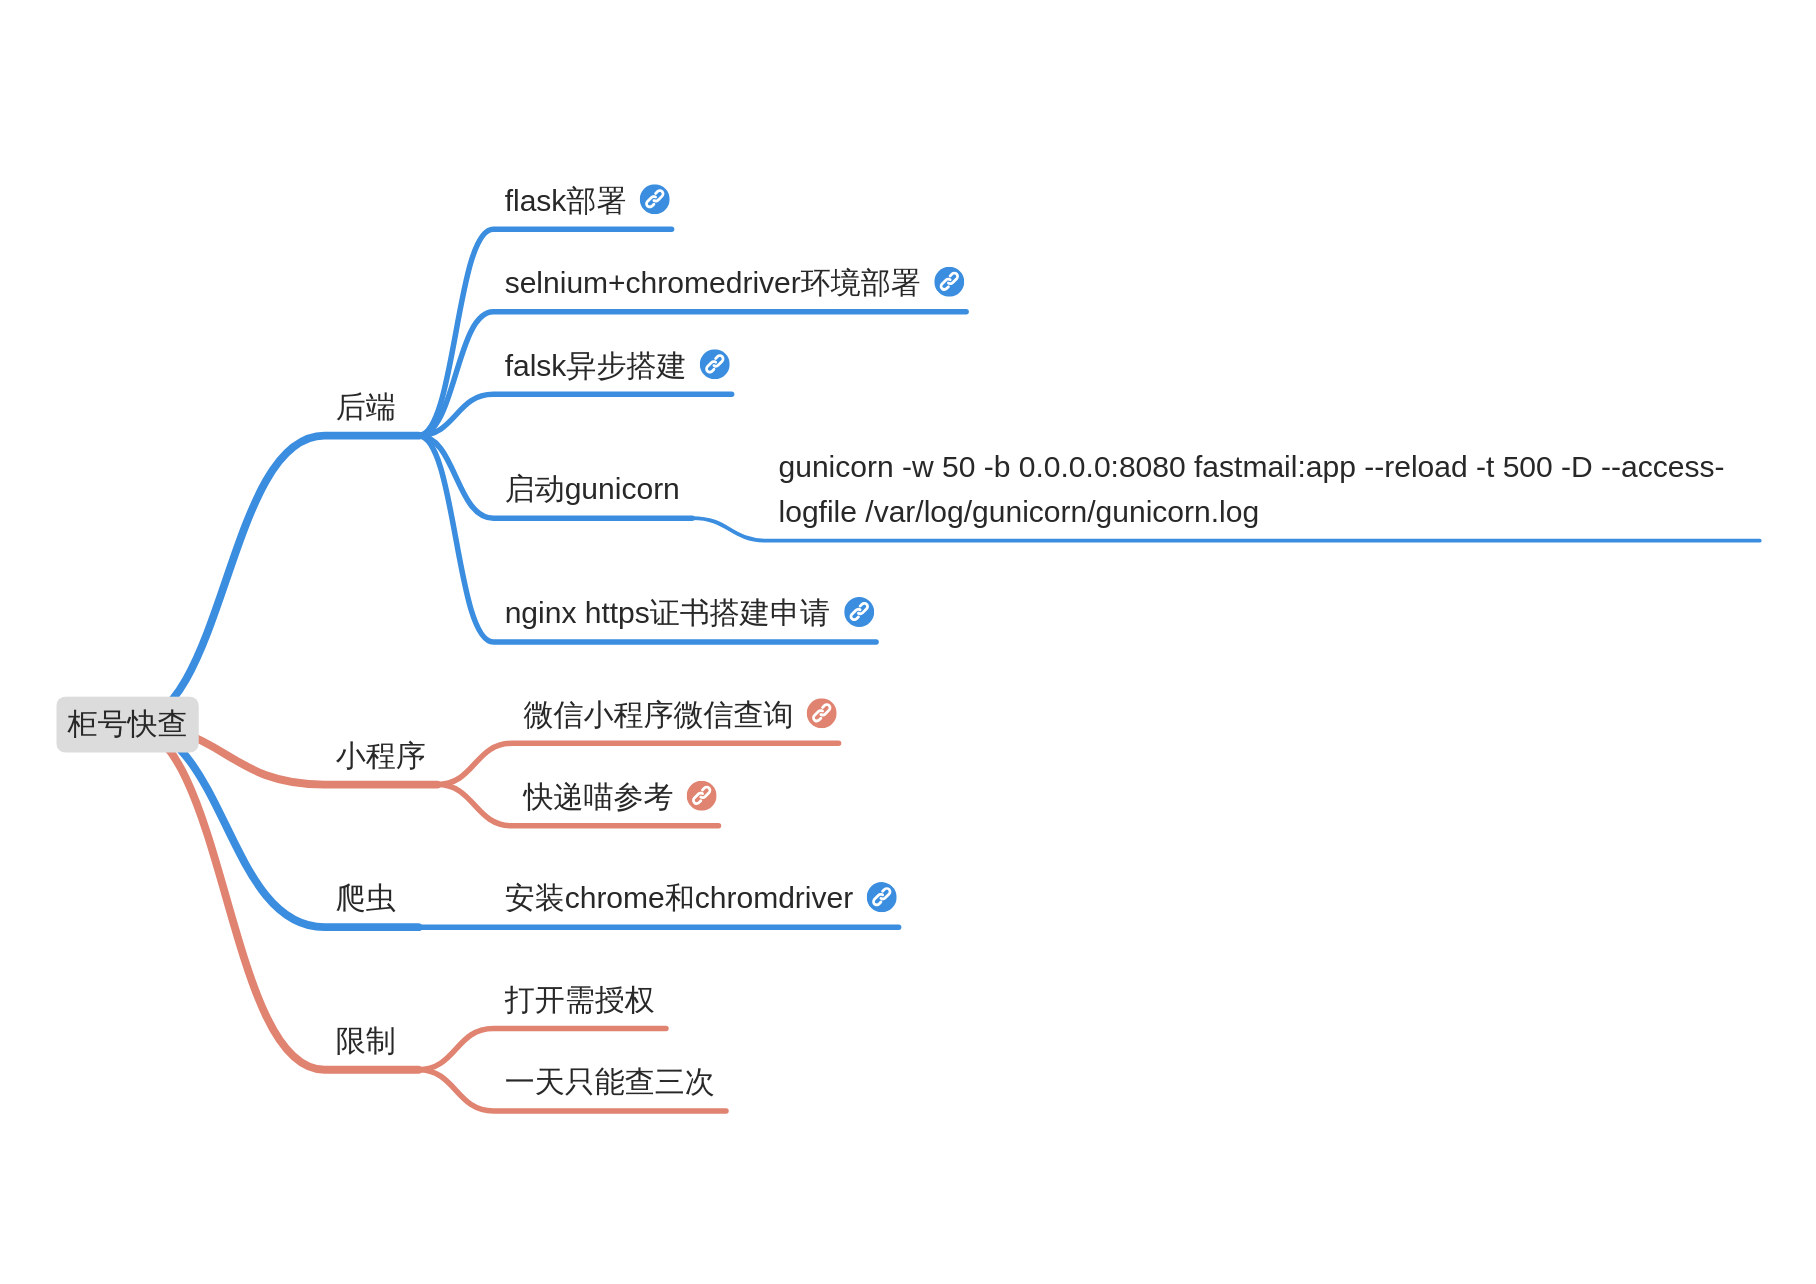 flask部署
selnium+chromedriver环境部署
falsk异步搭建
后端
gunicorn -w 50 -b 0.0.0.0:8080 fastmail:app --reload -t 500 -D --access-
logfile /var/log/gunicorn/gunicorn.log
启动gunicorn
nginx https证书搭建申请
柜号快查
微信小程序微信查询
小程序
快递喵参考
爬虫
安装chrome和chromdriver
打开需授权
限制
一天只能查三次